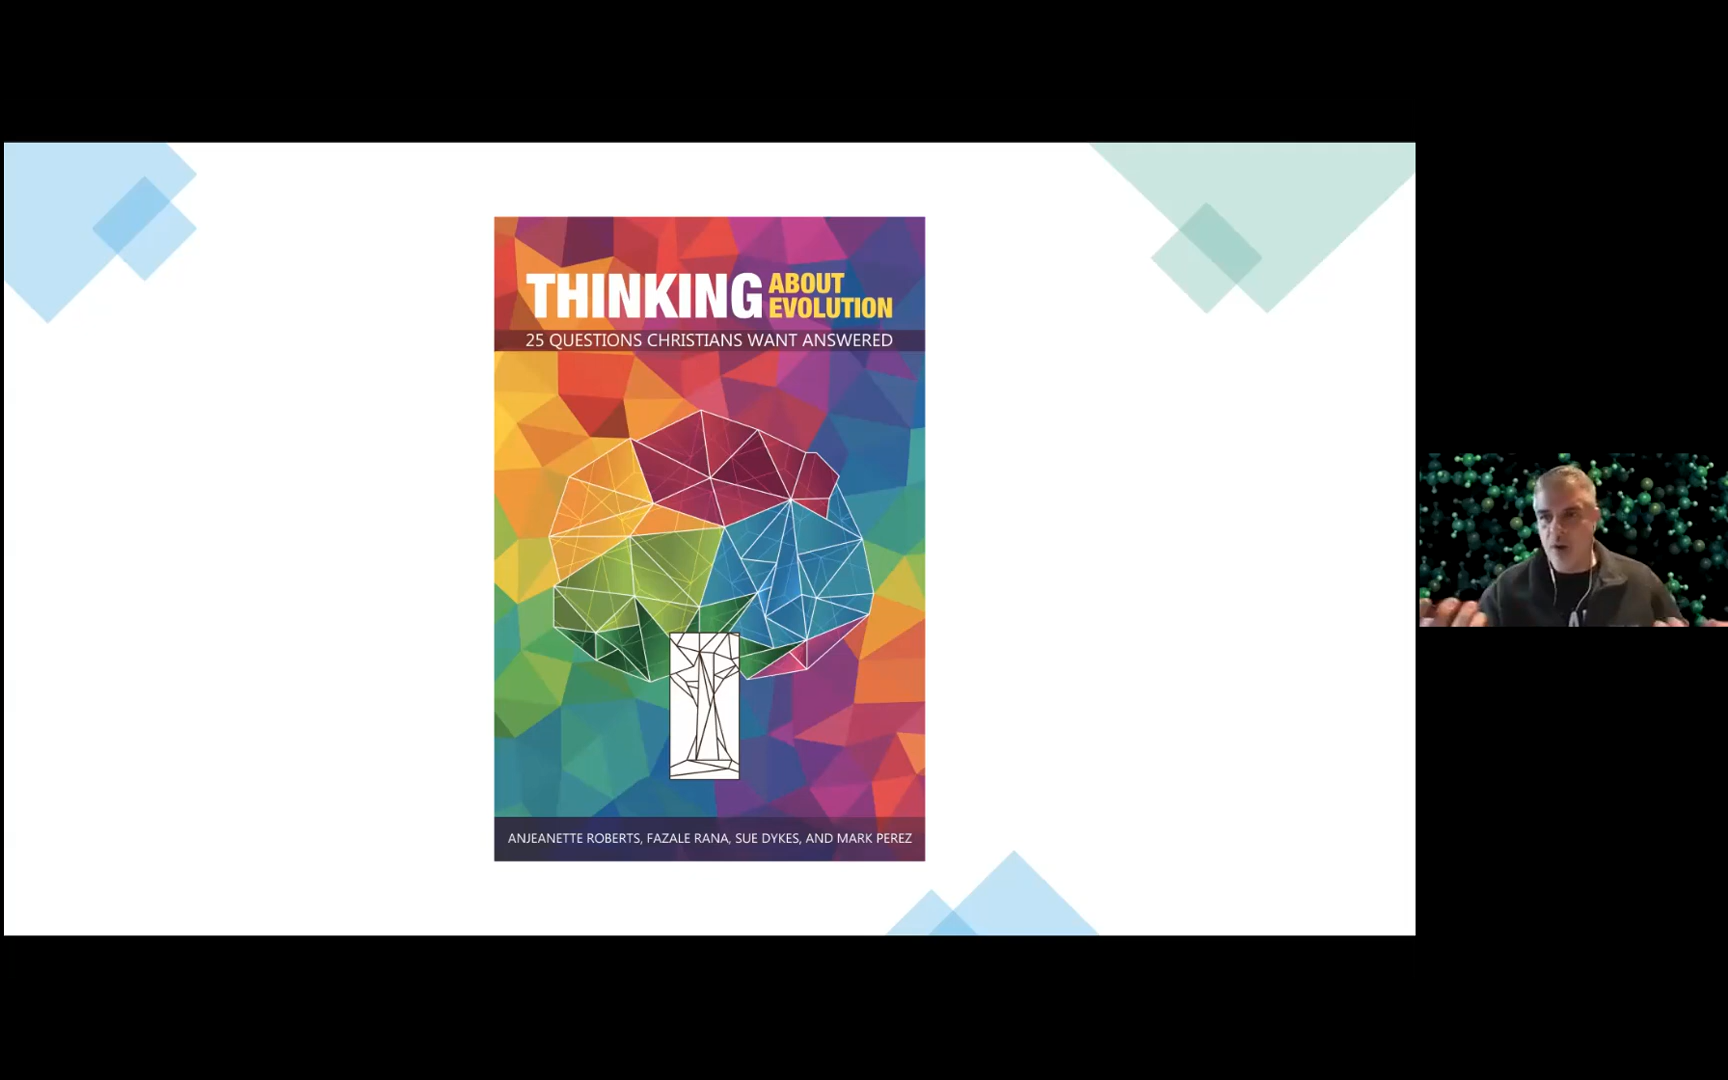 THINKING ABOUT
EVOLUTION
25 QUESTIONS CHRISTIANS WANT ANSWERED
ANJEANETTE ROBERTS, FAZALE RANA, SUE DYKES, AND MARK PEREZ